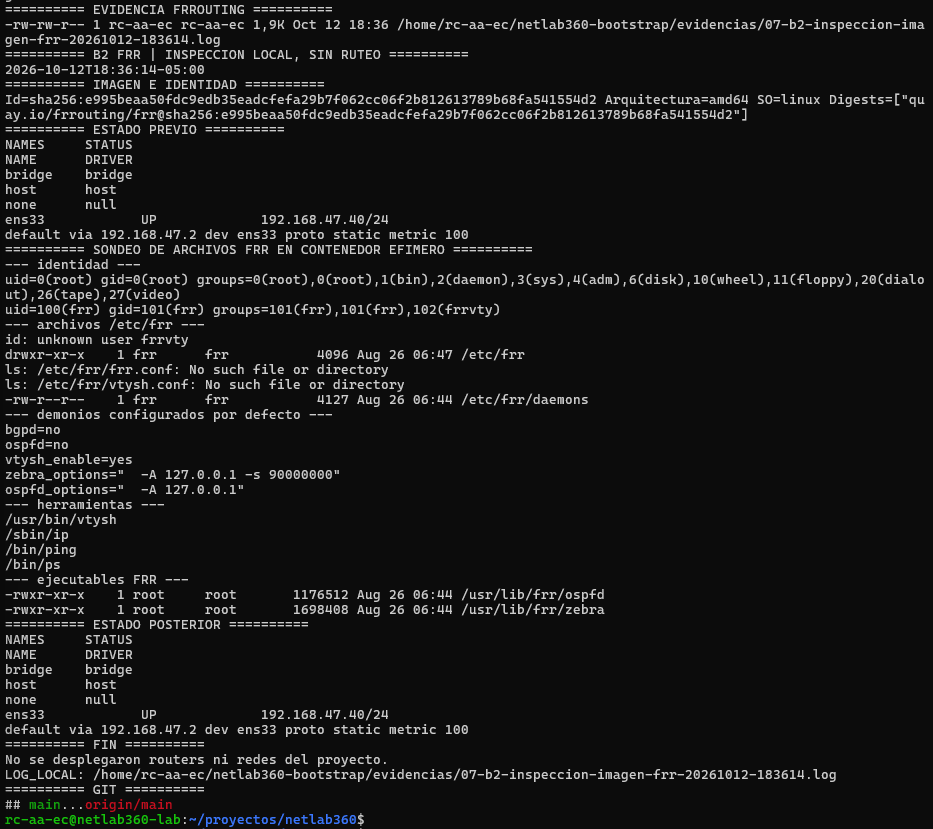 ========== EVIDENCIA FRROUTING ==========
-rw-rw-r-- 1 rc-aa-ec rc-aa-ec 1,9K Oct 12 18:36 /home/rc-aa-ec/netlab360-bootstrap/evidencias/07-b2-inspeccion-ima
gen-frr-20261012-183614.log
========== B2 FRR | INSPECCION LOCAL, SIN RUTEO ==========
2026-10-12T18:36:14-05:00
========== IMAGEN E IDENTIDAD ==========
Id=sha256:e995beaa50fdc9edb35eadcfefa29b7f062cc06f2b812613789b68fa541554d2 Arquitectura=amd64 SO=linux Digests=["qu
ay.io/frrouting/frr@sha256:e995beaa50fdc9edb35eadcfefa29b7f062cc06f2b812613789b68fa541554d2"]
========== ESTADO PREVIO ==========
NAMES     STATUS
NAME      DRIVER
bridge    bridge
host      host
none      null
ens33            UP             192.168.47.40/24
default via 192.168.47.2 dev ens33 proto static metric 100
========== SONDEO DE ARCHIVOS FRR EN CONTENEDOR EFIMERO ==========
--- identidad ---
uid=0(root) gid=0(root) groups=0(root),0(root),1(bin),2(daemon),3(sys),4(adm),6(disk),10(wheel),11(floppy),20(dialo
ut),26(tape),27(video)
uid=100(frr) gid=101(frr) groups=101(frr),101(frr),102(frrvty)
--- archivos /etc/frr ---
id: unknown user frrvty
drwxr-xr-x    1 frr      frr           4096 Aug 26 06:47 /etc/frr
ls: /etc/frr/frr.conf: No such file or directory
ls: /etc/frr/vtysh.conf: No such file or directory
-rw-r--r--    1 frr      frr           4127 Aug 26 06:44 /etc/frr/daemons
--- demonios configurados por defecto ---
bgpd=no
ospfd=no
vtysh_enable=yes
zebra_options="  -A 127.0.0.1 -s 90000000"
ospfd_options="  -A 127.0.0.1"
--- herramientas ---
/usr/bin/vtysh
/sbin/ip
/bin/ping
/bin/ps
--- ejecutables FRR ---
-rwxr-xr-x    1 root     root        1176512 Aug 26 06:44 /usr/lib/frr/ospfd
-rwxr-xr-x    1 root     root        1698408 Aug 26 06:44 /usr/lib/frr/zebra
========== ESTADO POSTERIOR ==========
NAMES     STATUS
NAME      DRIVER
bridge    bridge
host      host
none      null
ens33            UP             192.168.47.40/24
default via 192.168.47.2 dev ens33 proto static metric 100
========== FIN ==========
No se desplegaron routers ni redes del proyecto.
LOG_LOCAL: /home/rc-aa-ec/netlab360-bootstrap/evidencias/07-b2-inspeccion-imagen-frr-20261012-183614.log
========== GIT ==========
## main...origin/main
rc-aa-ec@netlab360-lab:~/proyectos/netlab360$